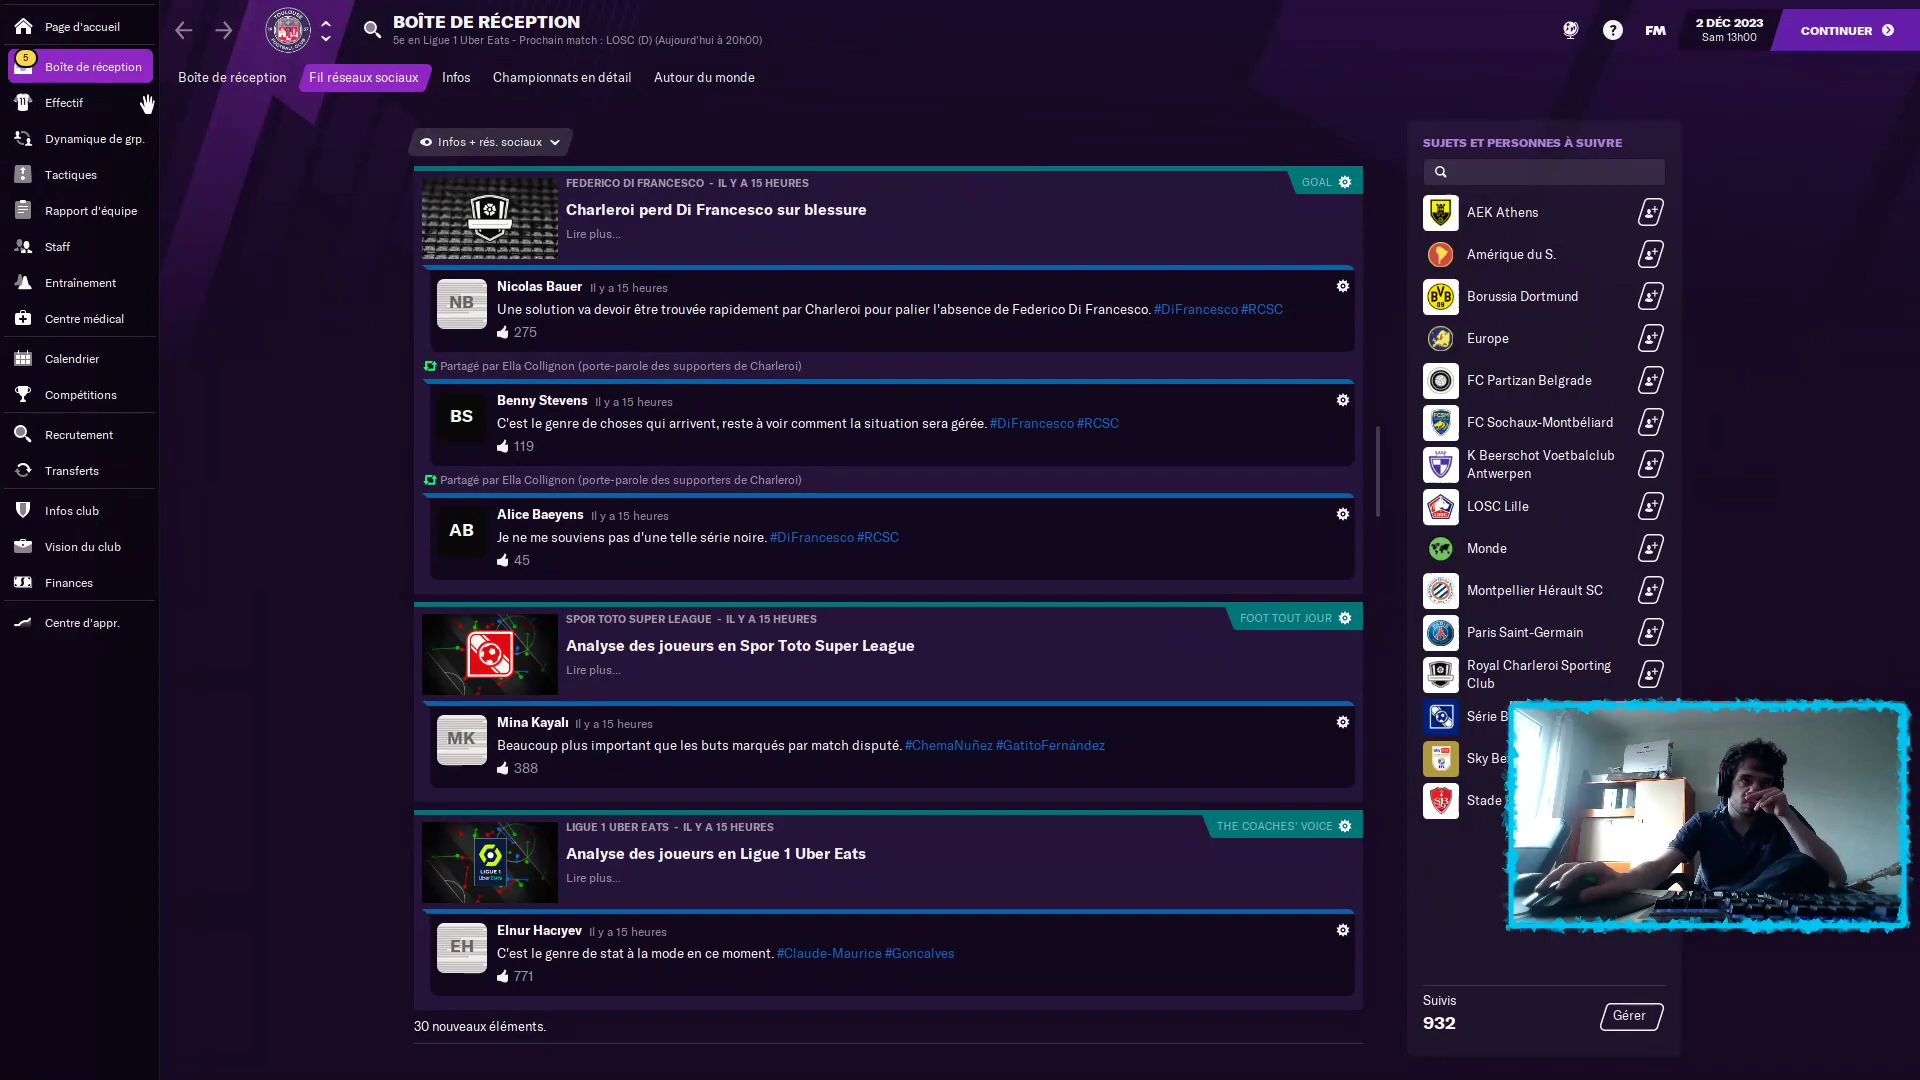 Page d'accueil
5
Boîte de réception
Effectif
Dynamique de grp.
Tactiques
Rapport d'équipe
Staff
Entraînement
Centre médical
Calendrier
Compétitions
Recrutement
Transferts
Infos club
Vision du club
Finances
Centre d'appr.
BOÎTE DE RÉCEPTION
5e en Ligue 1 Uber Eats - Prochain match : LOSC (D) (Aujourd'hui à 20h00)
FM
2 DÉC 2023
Sam 13h00
CONTINUER
Boîte de réception
Fil réseaux sociaux
Infos
Championnats en détail
Autour du monde
Infos + rés. sociaux
FEDERICO DI FRANCESCO - IL Y A 15 HEURES
GOAL
Charleroi perd Di Francesco sur blessure
Lire plus...
NB
Nicolas Bauer Il y a 15 heures
Une solution va devoir être trouvée rapidement par Charleroi pour palier l'absence de Federico Di Francesco. #DiFrancesco #RCSC
275
Partagé par Ella Collignon (porte-parole des supporters de Charleroi)
BS
Benny Stevens Il y a 15 heures
C'est le genre de choses qui arrivent, reste à voir comment la situation sera gérée. #DiFrancesco #RCSC
119
Partagé par Ella Collignon (porte-parole des supporters de Charleroi)
AB
Alice Baeyens Il y a 15 heures
Je ne me souviens pas d'une telle série noire. #DiFrancesco #RCSC
45
SPOR TOTO SUPER LEAGUE - IL Y A 15 HEURES
FOOT TOUT JOUR
Analyse des joueurs en Spor Toto Super League
Lire plus...
MK
Mina Kayalı Il y a 15 heures
Beaucoup plus important que les buts marqués par match disputé. #ChemaNuñez #GatitoFernández
388
LIGUE 1 UBER EATS - IL Y A 15 HEURES
THE COACHES' VOICE
Analyse des joueurs en Ligue 1 Uber Eats
Lire plus...
EH
Elnur Hacıyev Il y a 15 heures
C'est le genre de stat à la mode en ce moment. #Claude-Maurice #Goncalves
771
30 nouveaux éléments.
SUJETS ET PERSONNES À SUIVRE
AEK Athens
Amérique du S.
Borussia Dortmund
Europe
FC Partizan Belgrade
FC Sochaux-Montbéliard
K Beerschot Voetbalclub
Antwerpen
LOSC Lille
Monde
Montpellier Hérault SC
Paris Saint-Germain
Royal Charleroi Sporting
Club
Série B
Sky Be
Stade
Suivis
932
Gérer